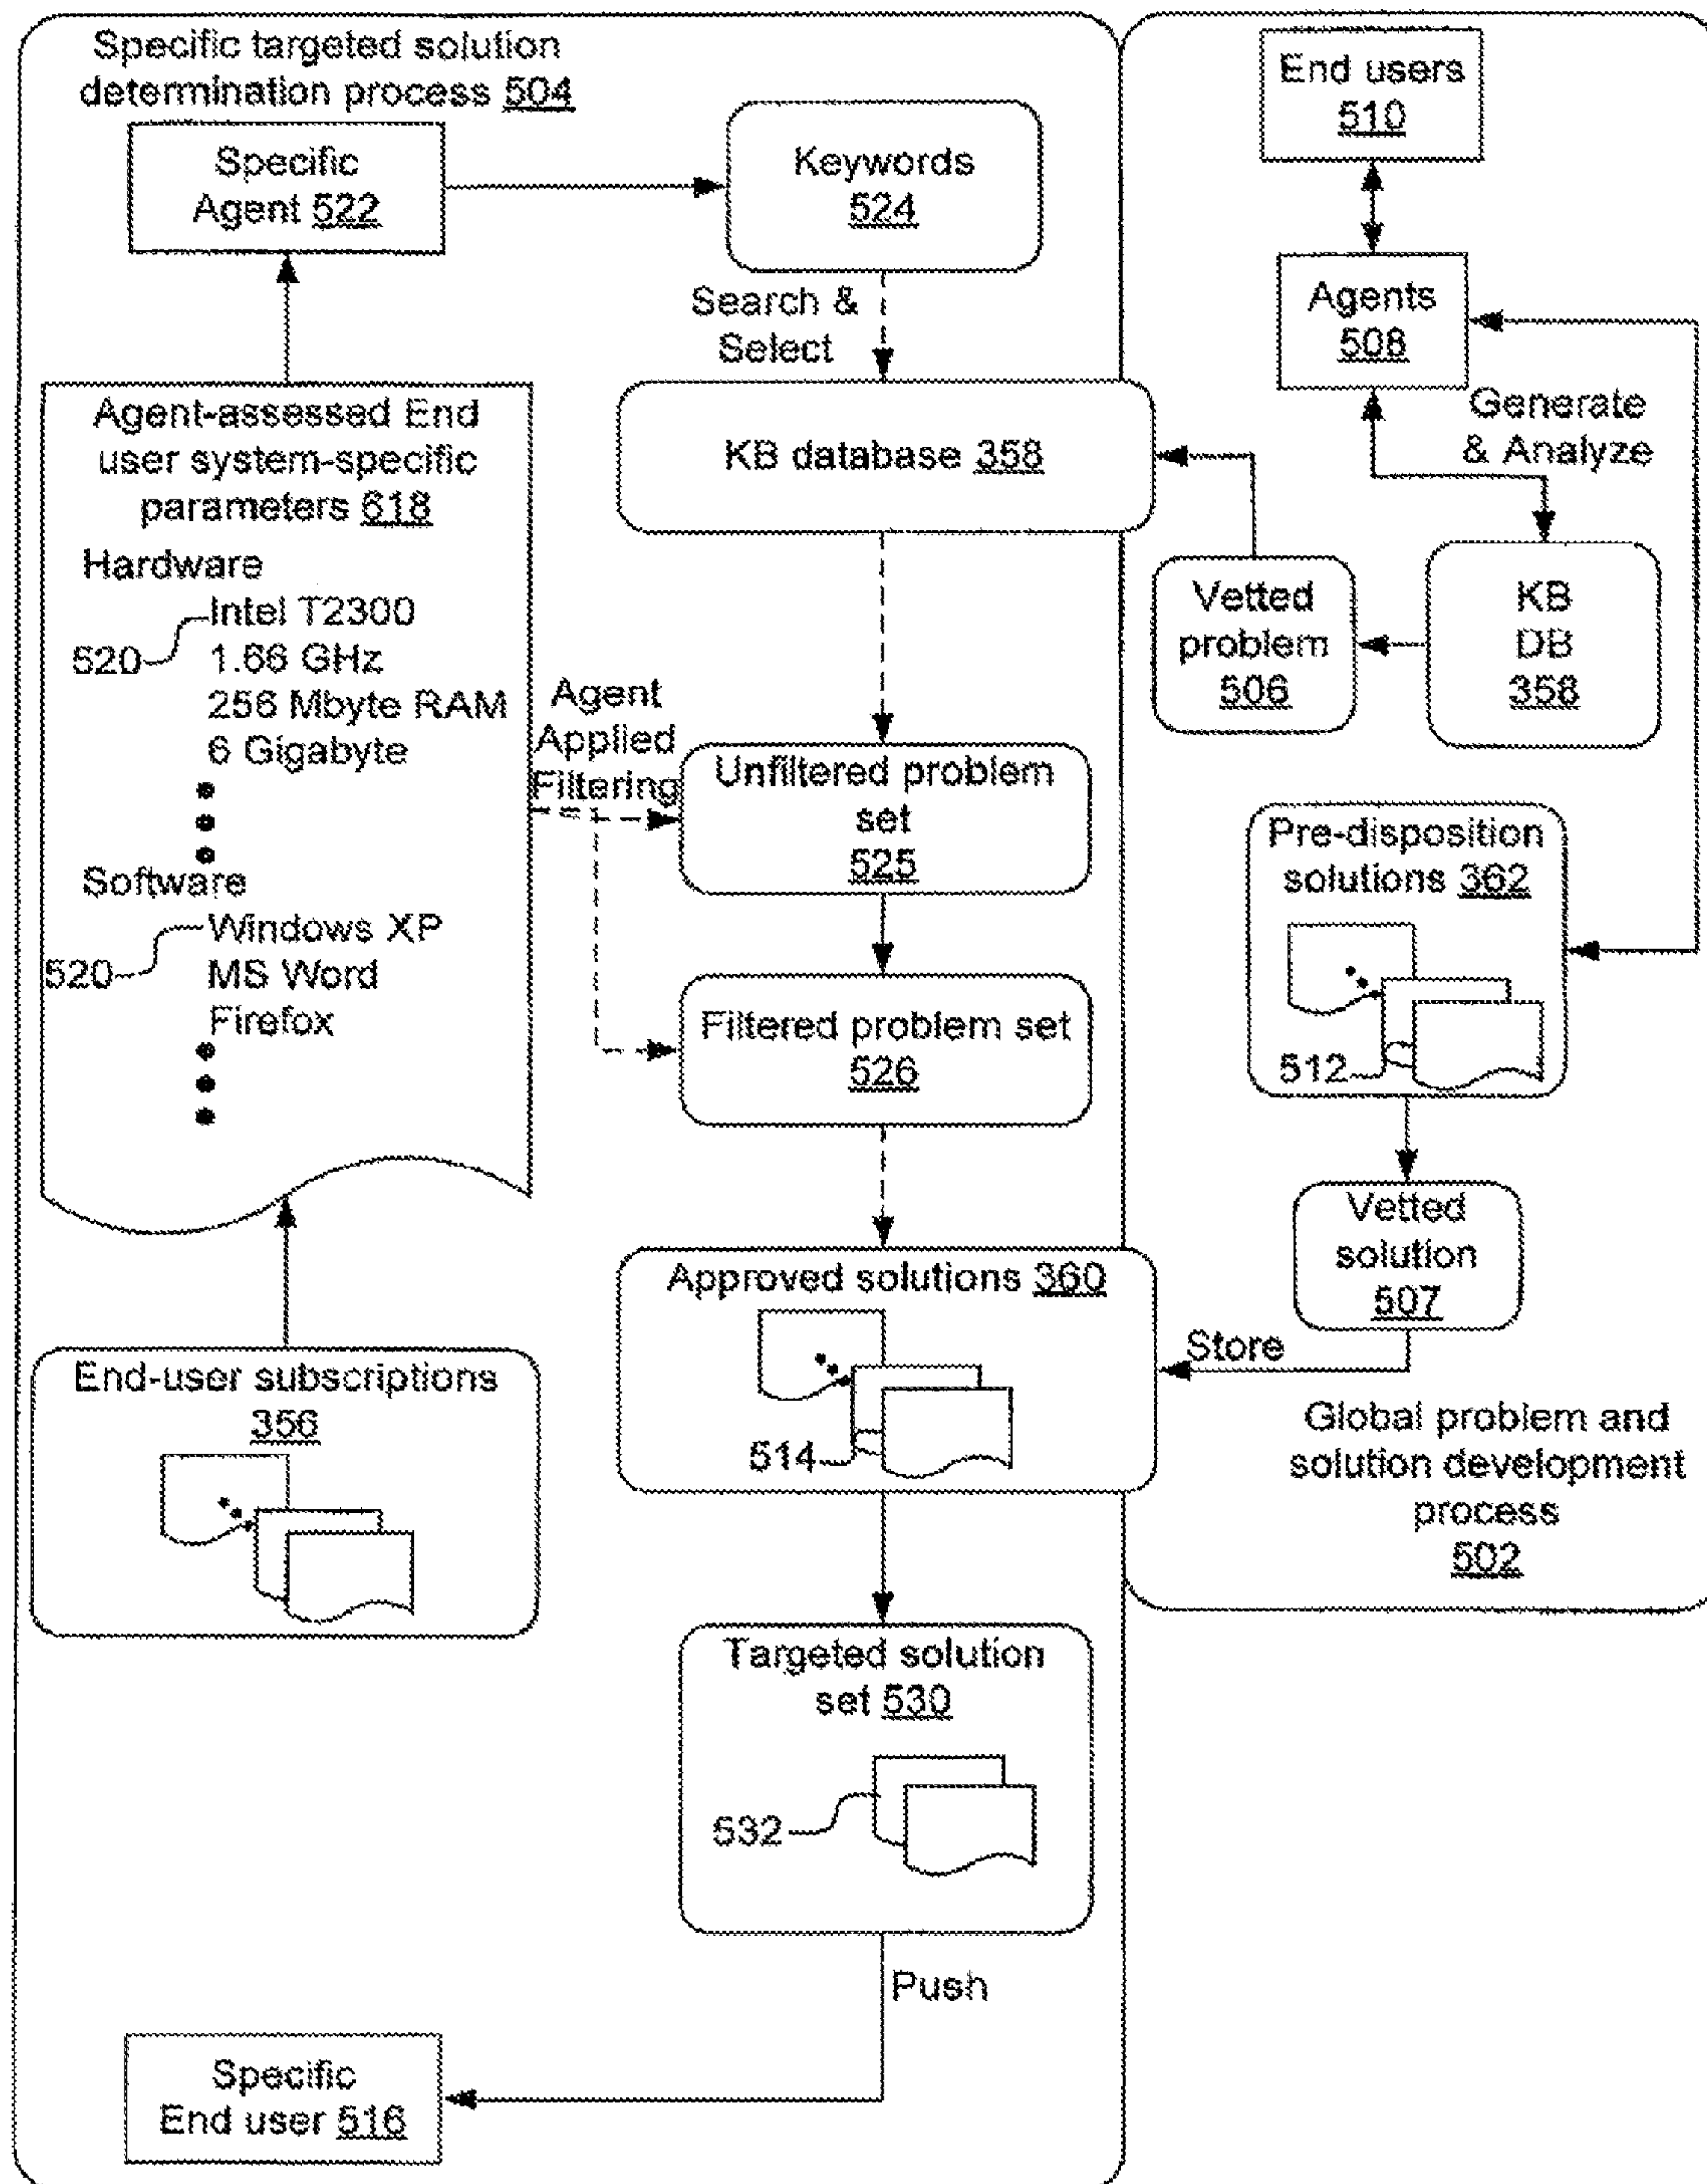 Specific targeted solution
determination process 504
Specific
Agent 522
Keywords
524
Search &
Select
Agent-assessed End
user system-specific
parameters 618
Hardware
Intel T2300
520
1.66 GHz
256 Mbyte RAM
6 Gigabyte
Software
Windows XP
520
MS Word
Firefox
Agent
Applied
Filtering
KB database 358
Unfiltered problem
set
525
Filtered problem set
526
Approved solutions 360
514
End-user subscriptions
356
Targeted solution
set 530
532
Push
Specific
End user 516
End users
510
Agents
508
Generate
& Analyze
Vetted
problem
506
KB
DB
358
Pre-disposition
solutions 362
512
Vetted
solution
507
Store
Global problem and
solution development
process
502